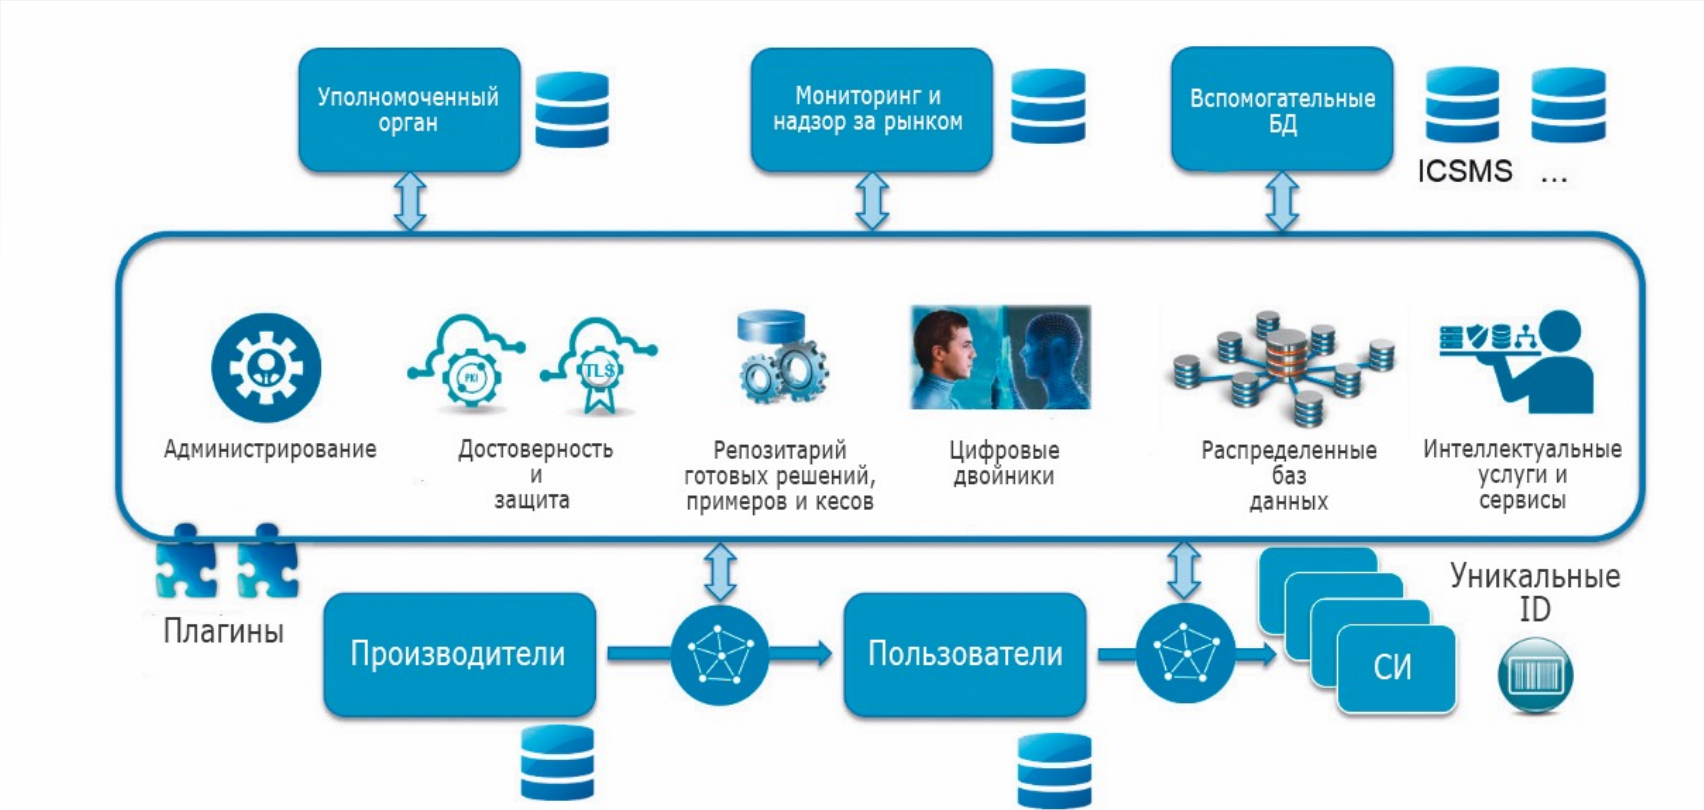 Уполномоченный
орган
Мониторинг и
надзор за рынком
Вспомогательные
БД
ICSMS ...
Администрирование
PKI
TLS
Достоверность
и
защита
Репозитарий
готовых решений,
примеров и кесов
Цифровые
двойники
Распределенные
баз
данных
Интеллектуальные
услуги и
сервисы
Плагины
Производители
Пользователи
СИ
Уникальные
ID